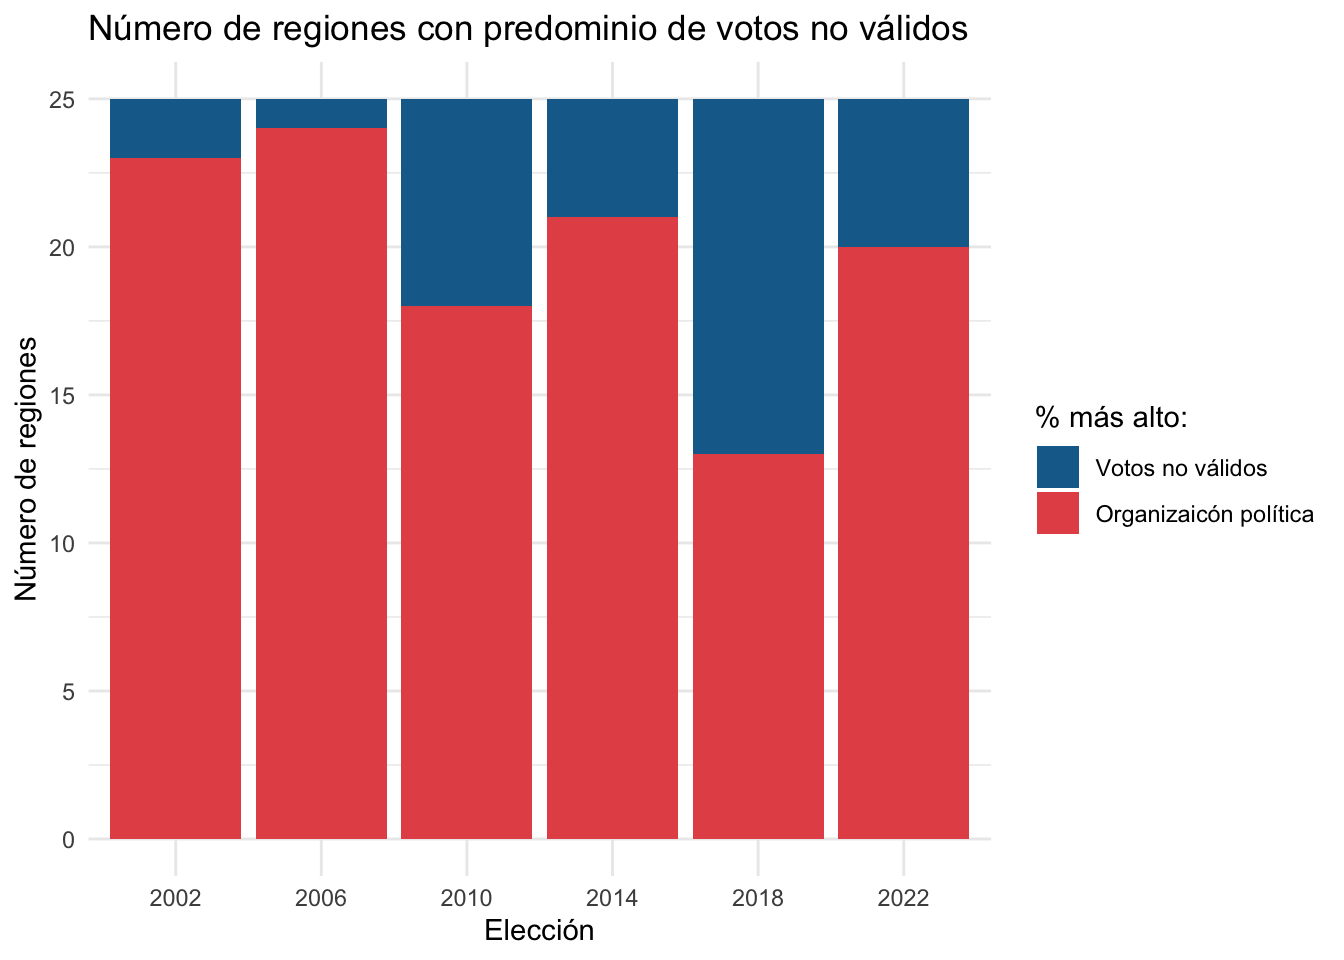 Número de regiones con predominio de votos no válidos
25
20
15
10
5
0
Número de regiones
2002 2006 2010 2014 2018 2022
Elección
% más alto:
Votos no válidos
Organizaicón política